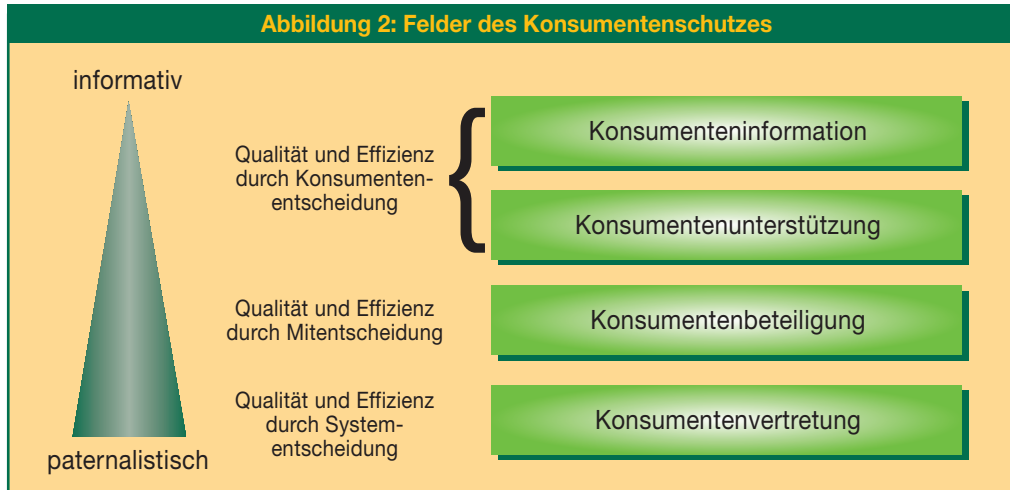 Abbildung 2: Felder des Konsumentenschutzes
informativ
Qualität und Effizienz
durch Konsumenten-
entscheidung
Konsumenteninformation
Konsumentenunterstützung
Qualität und Effizienz
durch Mitentscheidung
Konsumentenbeteiligung
Qualität und Effizienz
durch System-
entscheidung
Konsumentenvertretung
paternalistisch